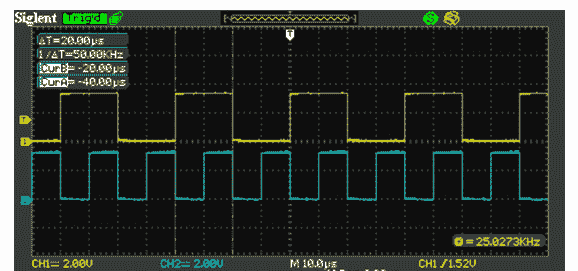 Siglent Trig'd
T
ΔT=20.00µs
1/ΔT=50.00KHz
CurB=-20.00µs
CurA=-40.00µs
T
1
2
= 25.0273KHz
CH1= 2.00V CH2= 2.00V M 10.0µs CH1 /1.52V